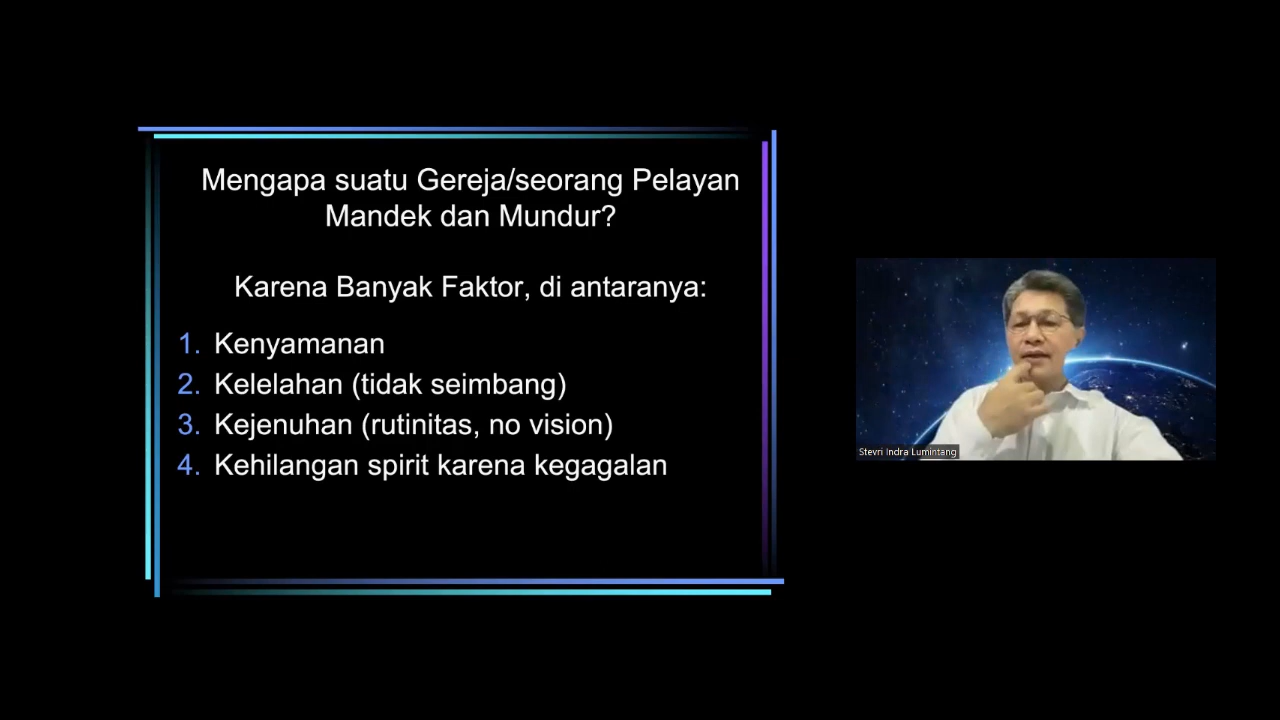 Mengapa suatu Gereja/seorang Pelayan
Mandek dan Mundur?
Karena Banyak Faktor, di antaranya:
1. Kenyamanan
2. Kelelahan (tidak seimbang)
3. Kejenuhan (rutinitas, no vision)
4. Kehilangan spirit karena kegagalan
Stevri Indra Lumintang